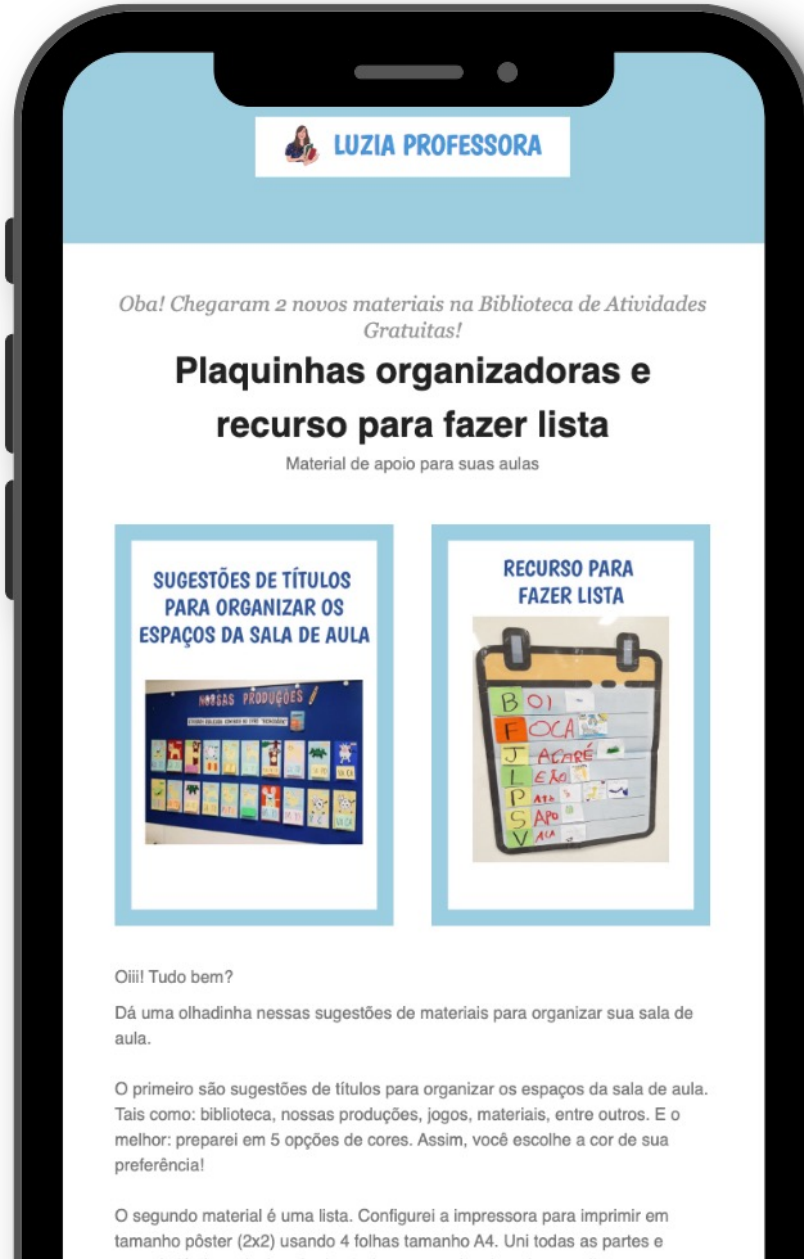 LUZIA PROFESSORA
Oba! Chegaram 2 novos materiais na Biblioteca de Atividades
Gratuitas!
Plaquinhas organizadoras e
recurso para fazer lista
Material de apoio para suas aulas
SUGESTÕES DE TÍTULOS
PARA ORGANIZAR OS
ESPAÇOS DA SALA DE AULA
NOSSAS PRODUÇÕES
RECURSO PARA
FAZER LISTA
B OI
F OCA
J ACARÉ
L EÃO
P ATO
S APO
V ACA
Oiii! Tudo bem?
Dá uma olhadinha nessas sugestões de materiais para organizar sua sala de
aula.
O primeiro são sugestões de títulos para organizar os espaços da sala de aula.
Tais como: biblioteca, nossas produções, jogos, materiais, entre outros. E o
melhor: preparei em 5 opções de cores. Assim, você escolhe a cor de sua
preferência!
O segundo material é uma lista. Configurei a impressora para imprimir em
tamanho pôster (2x2) usando 4 folhas tamanho A4. Uni todas as partes e